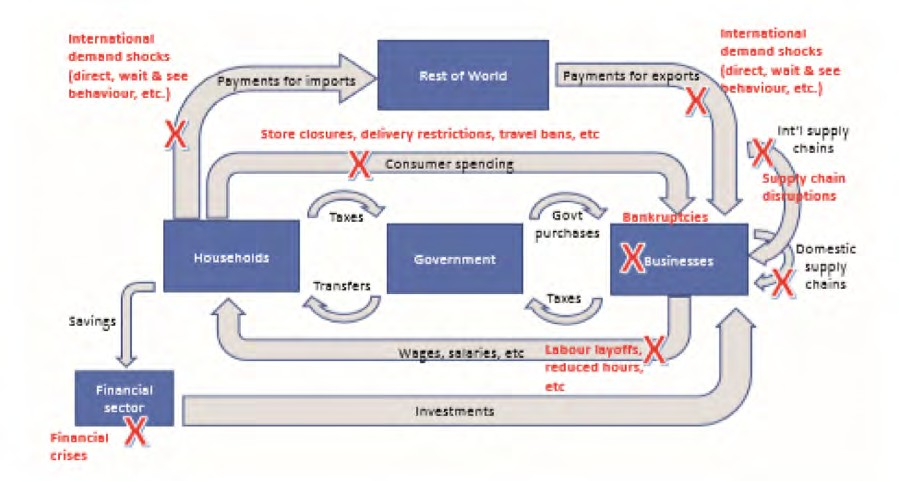 International
demand shocks
(direct, wait & see
behaviour, etc.)
Payments for imports
Rest of World
Payments for exports
International
demand shocks
(direct, wait & see
behaviour, etc.)
Store closures, delivery restrictions, travel bans, etc
Consumer spending
Int'l supply
chains
Supply chain
disruptions
Taxes
Govt
purchases
Bankruptcies
Households
Government
Businesses
Domestic
supply
chains
Transfers
Taxes
Savings
Wages, salaries, etc
Labour layoffs,
reduced hours,
etc
Financial
sector
Investments
Financial
crises